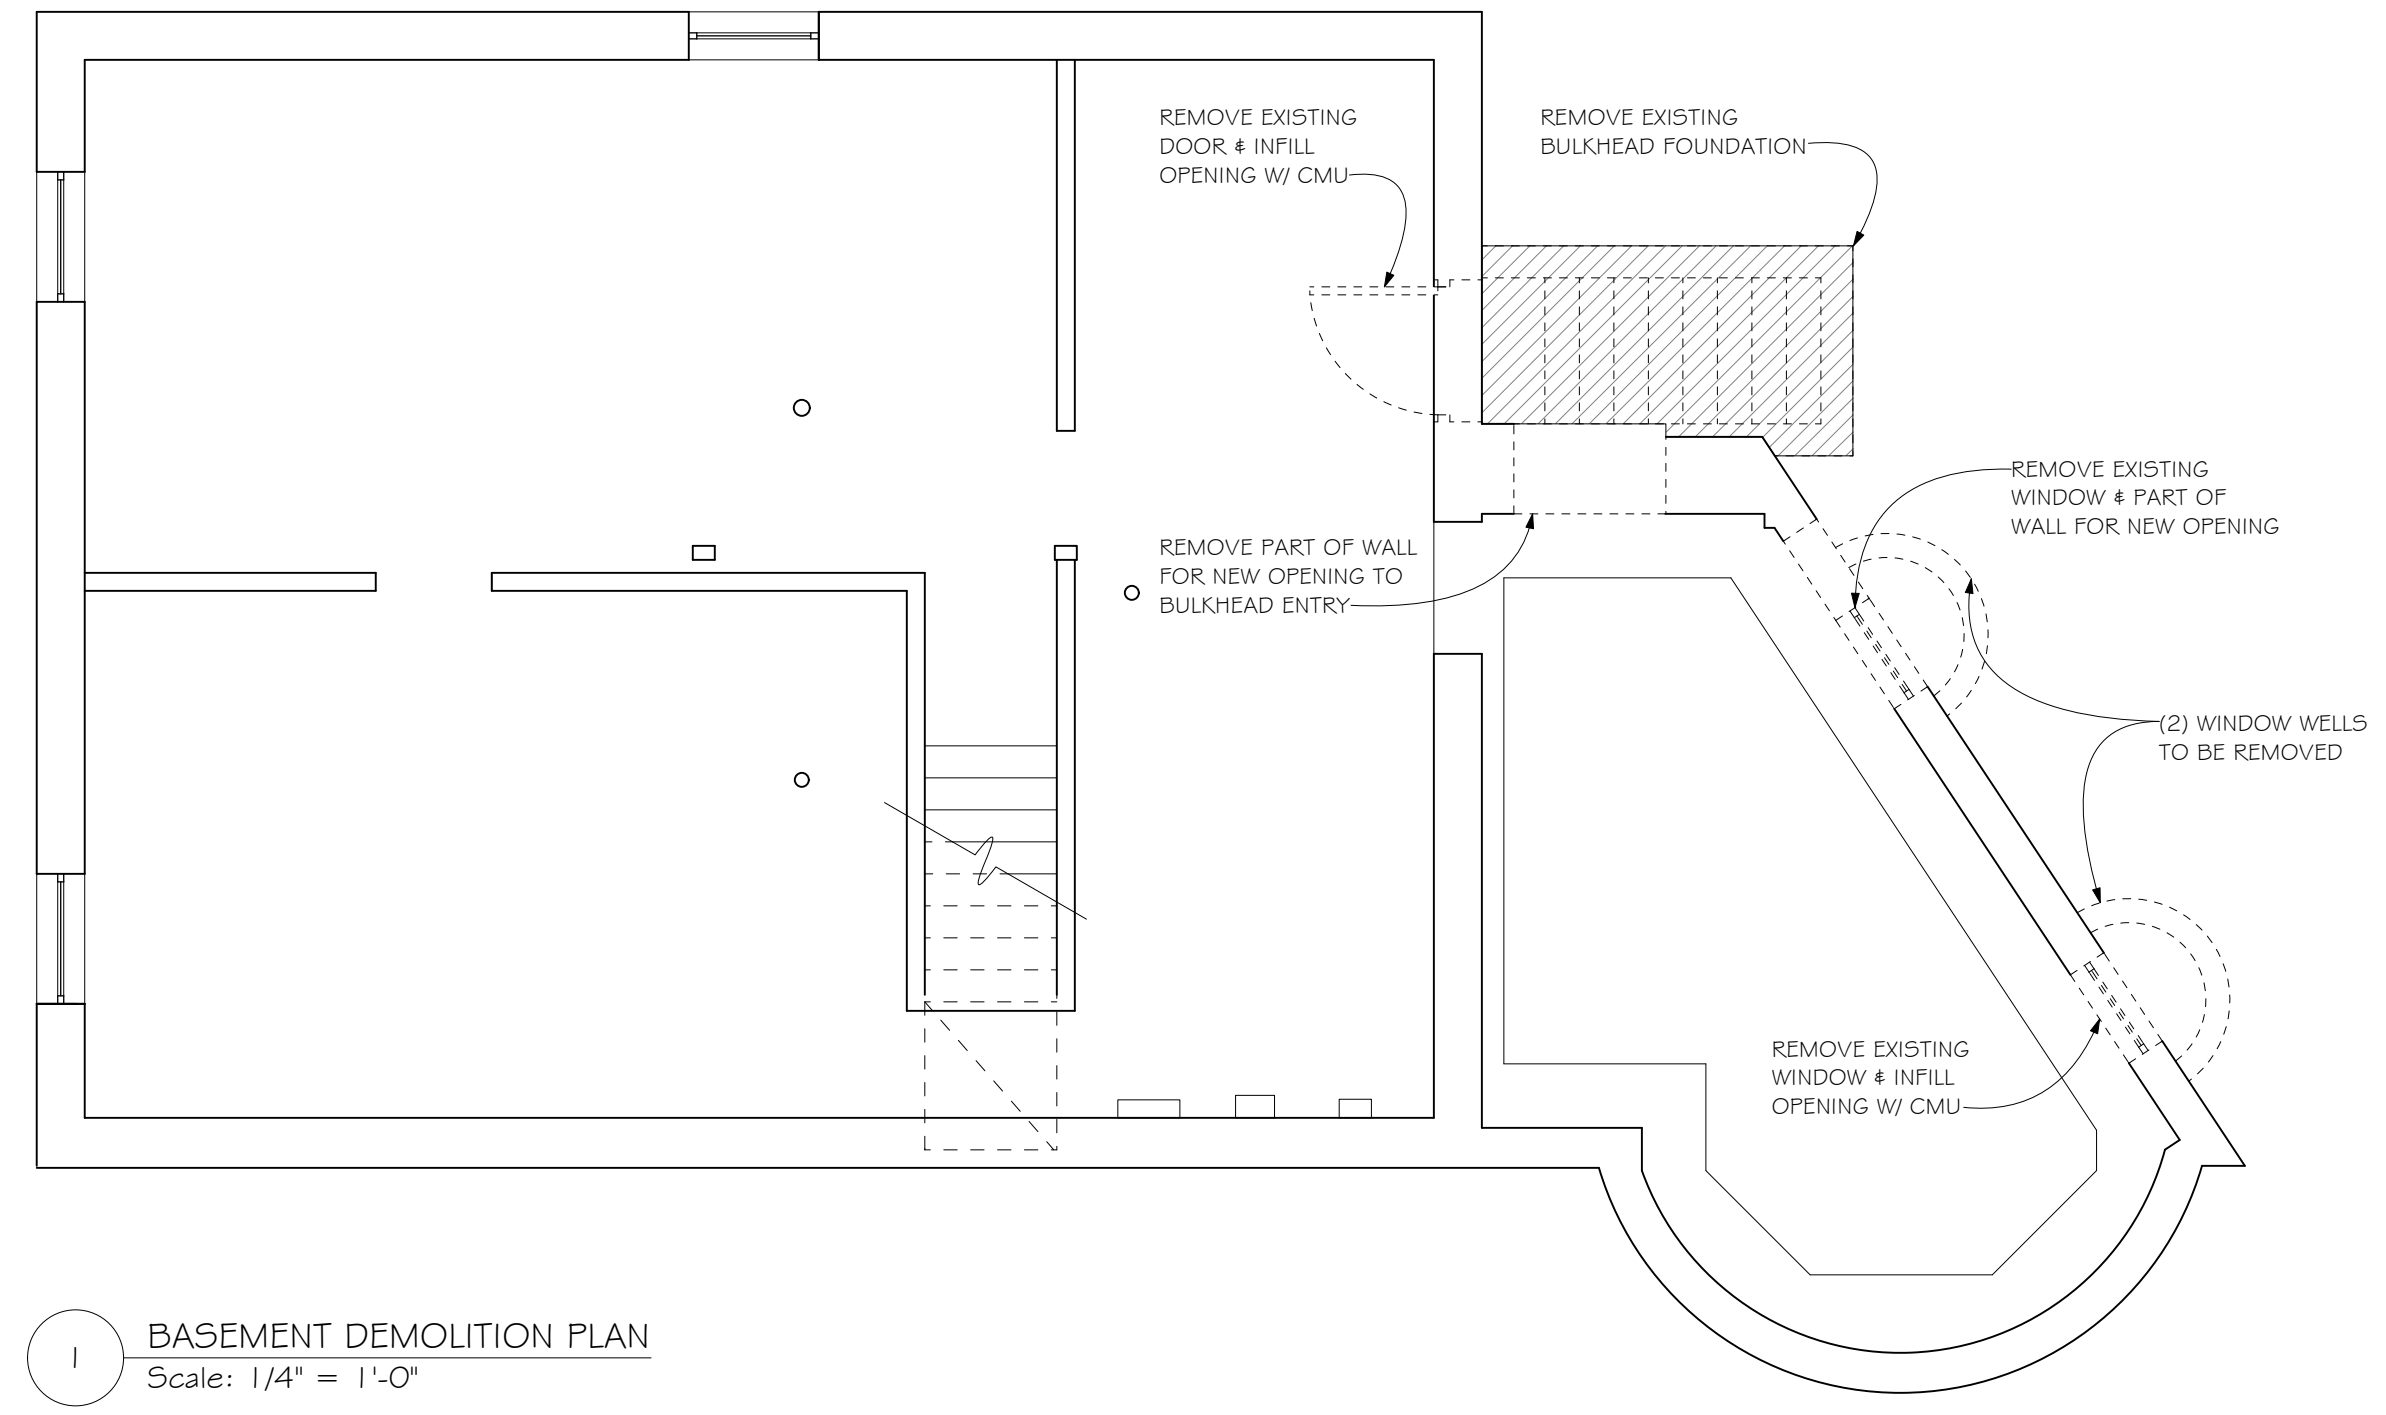 REMOVE EXISTING
DOOR & INFILL
OPENING W/ CMU
REMOVE EXISTING
BULKHEAD FOUNDATION
REMOVE EXISTING
WINDOW & PART OF
WALL FOR NEW OPENING
REMOVE PART OF WALL
FOR NEW OPENING TO
BULKHEAD ENTRY
(2) WINDOW WELLS
TO BE REMOVED
REMOVE EXISTING
WINDOW & INFILL
OPENING W/ CMU
1
BASEMENT DEMOLITION PLAN
Scale: 1/4" = 1'-0"